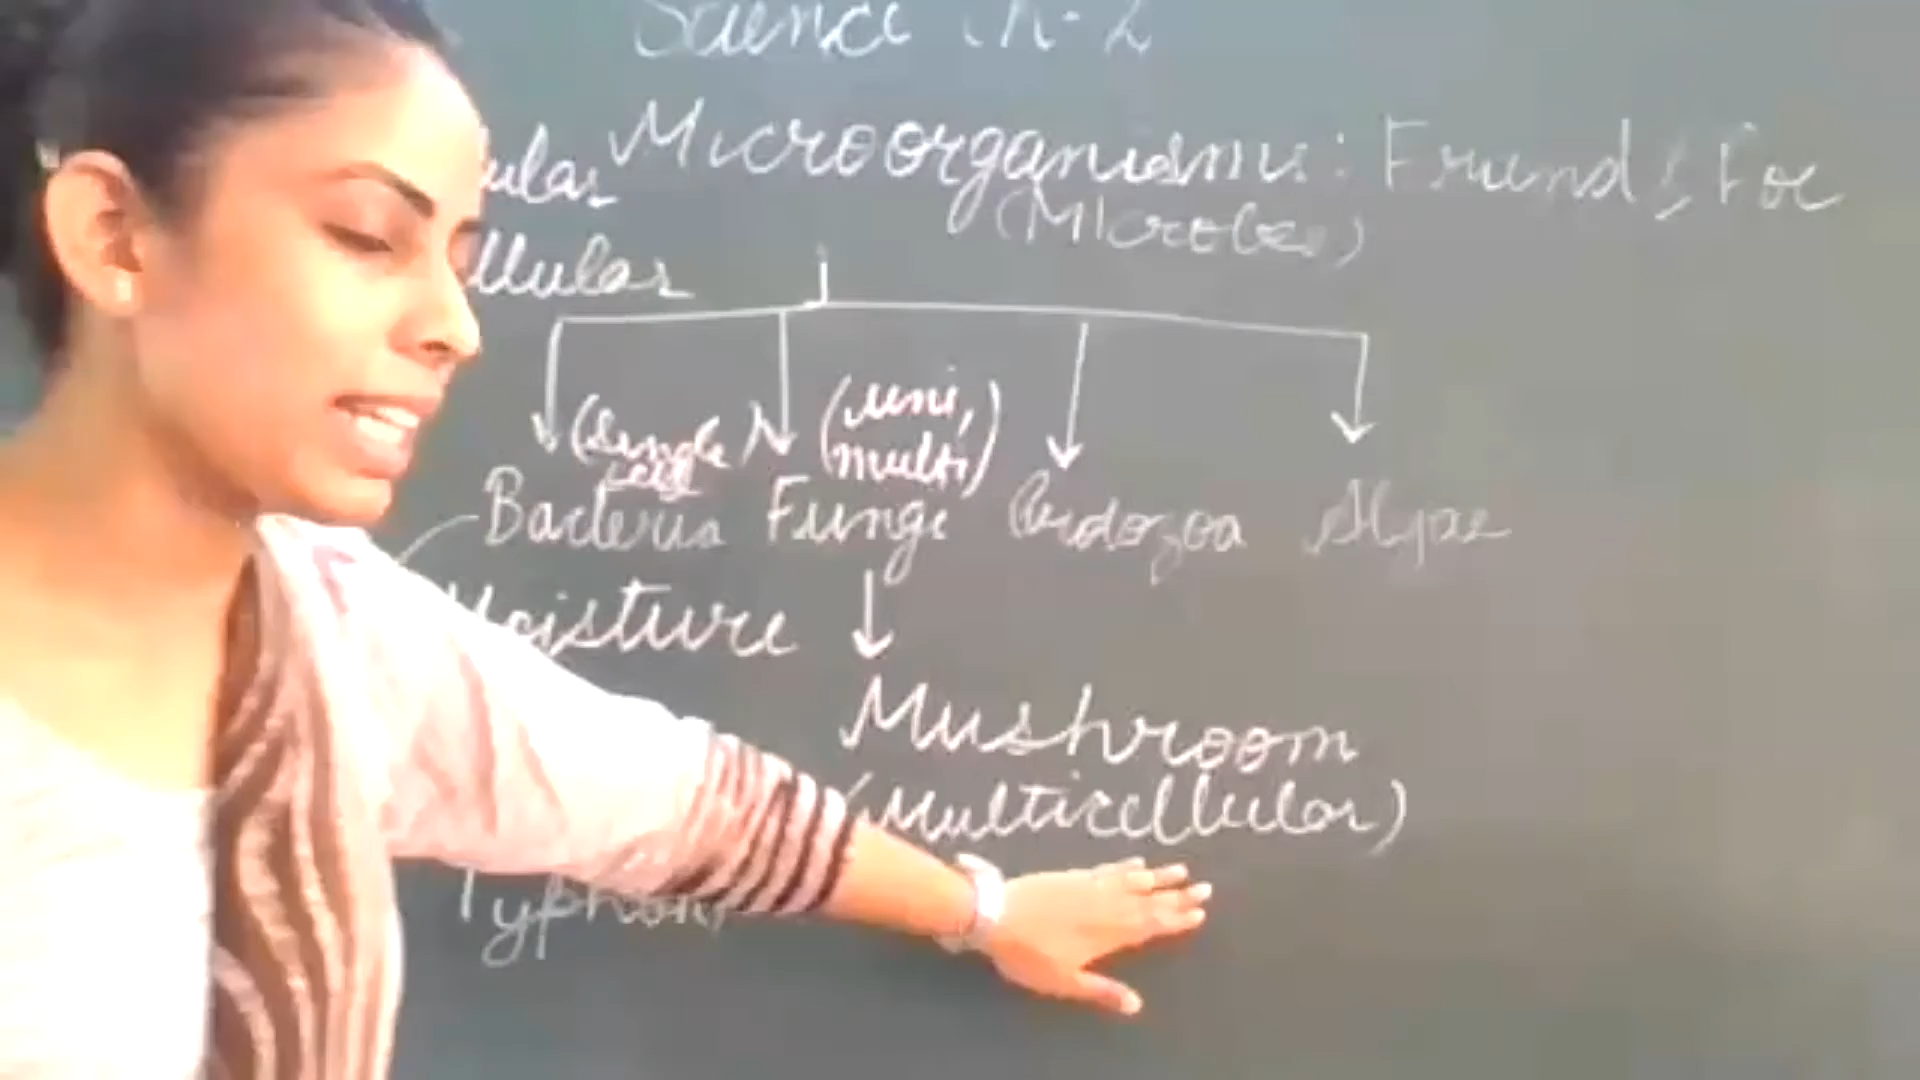 Science Ch-2
ular Microorganisms: Friend & Foe
(Microbes)
llular
(Single cell) (uni, multi)
Bacteria Fungi Protozoa Algae
Moisture
Mushroom
(Multicellular)
Typhoid